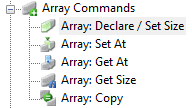 Array Commands
Array: Declare / Set Size
Array: Set At
Array: Get At
Array: Get Size
Array: Copy